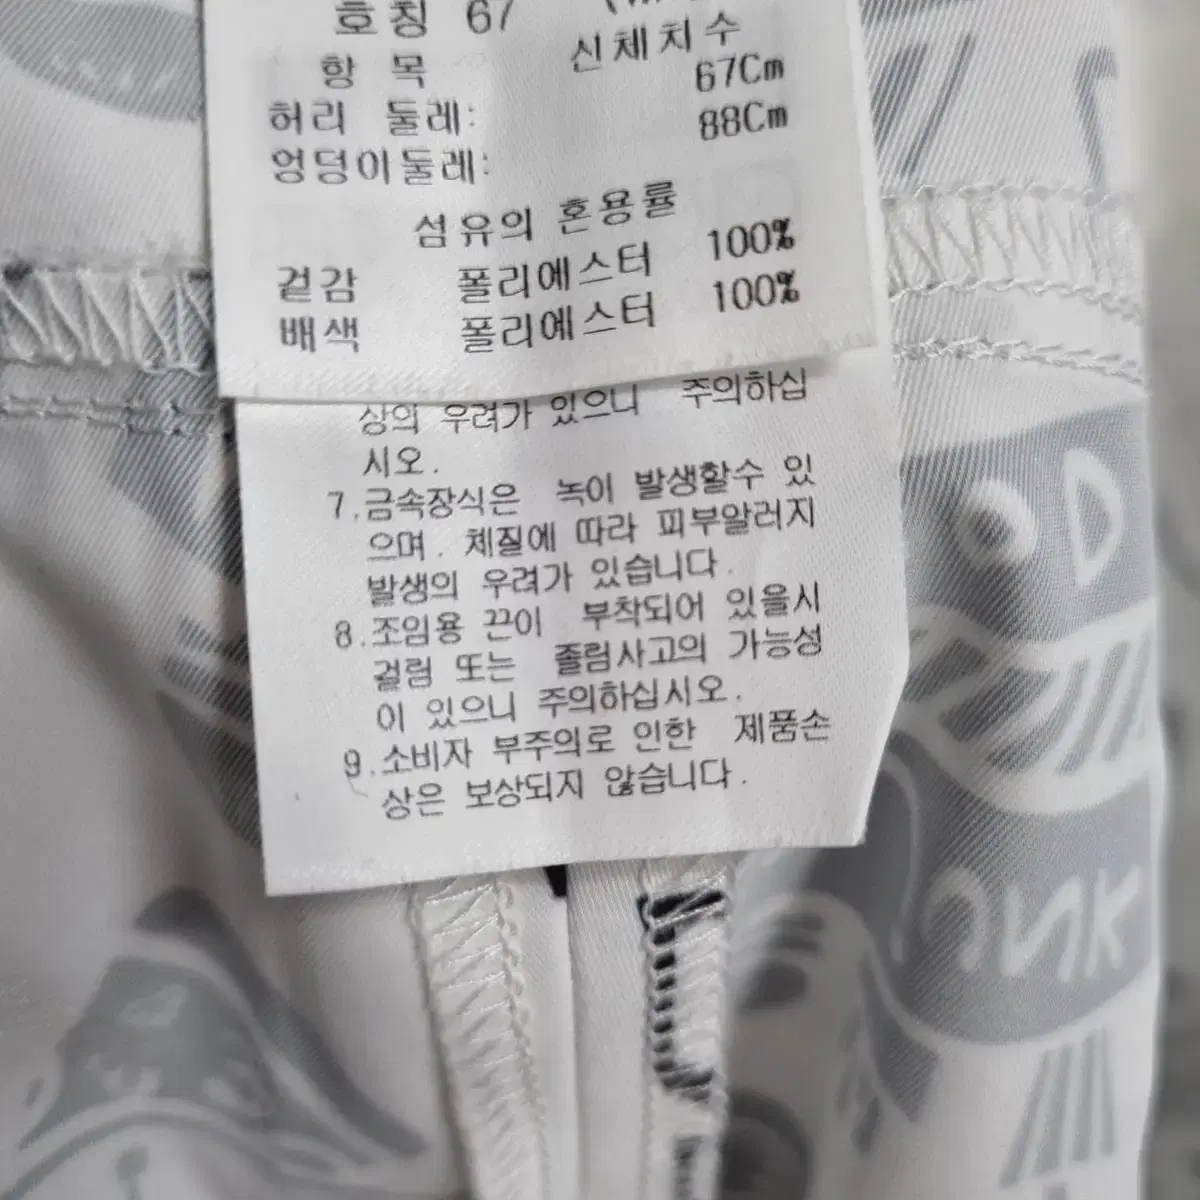 호칭 67
신체치수
항 목
67Cm
허리 둘레:
88Cm
엉덩이둘레:
섬유의 혼용률
겉감 폴리에스터 100%
배색 폴리에스터 100%
상의 우려가 있으니 주의하십
시오.
7.금속장식은 녹이 발생할수 있
으며. 체질에 따라 피부알러지
발생의 우려가 있습니다.
8.조임용 끈이 부착되어 있을시
걸림 또는 졸림사고의 가능성
이 있으니 주의하십시오.
9.소비자 부주의로 인한 제품손
상은 보상되지 않습니다.